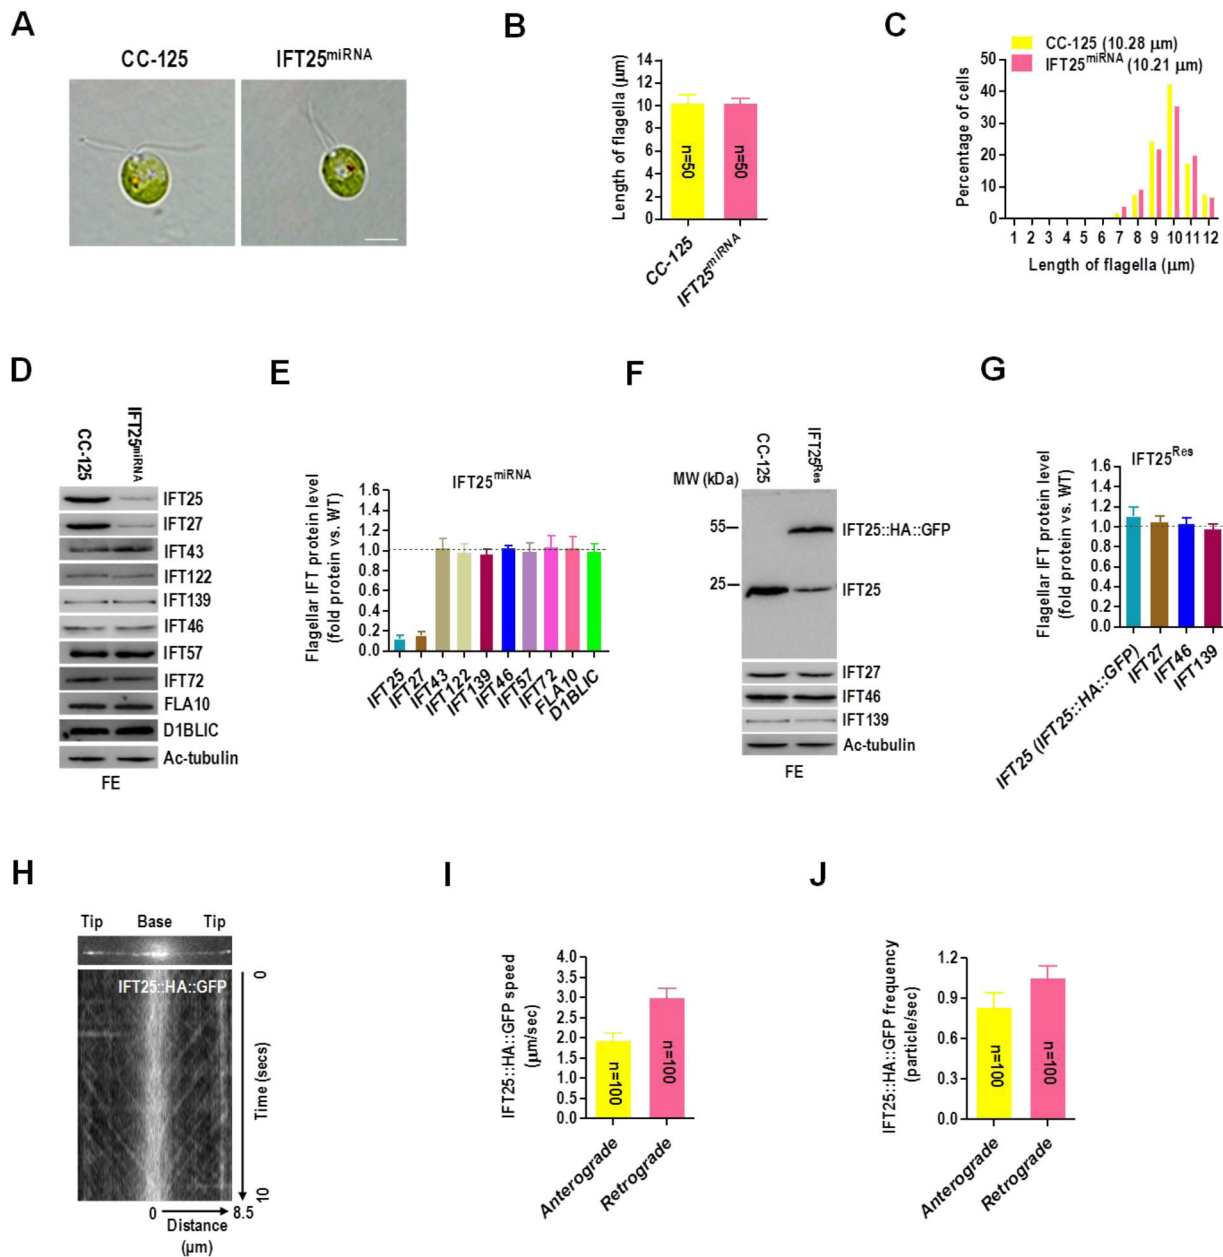 A
CC-125
IFT25miRNA
B
Length of flagella (µm)
14
12
10
8
6
4
2
0
n=50
n=50
CC-125
IFT25miRNA
C
CC-125 (10.28 µm)
IFT25miRNA (10.21 µm)
Percentage of cells
50
40
30
20
10
0
1 2 3 4 5 6 7 8 9 10 11 12
Length of flagella (µm)
D
CC-125
IFT25miRNA
IFT25
IFT27
IFT43
IFT122
IFT139
IFT46
IFT57
IFT72
FLA10
D1BLIC
Ac-tubulin
FE
E
IFT25miRNA
Flagellar IFT protein level
(fold protein vs. WT)
1.6
1.4
1.2
1.0
0.8
0.6
0.4
0.2
0.0
IFT25
IFT27
IFT43
IFT122
IFT139
IFT46
IFT57
IFT72
FLA10
D1BLIC
F
CC-125
IFT25Res
MW (kDa)
55
25
IFT25::HA::GFP
IFT25
IFT27
IFT46
IFT139
Ac-tubulin
FE
G
IFT25Res
Flagellar IFT protein level
(fold protein vs. WT)
1.6
1.4
1.2
1.0
0.8
0.6
0.4
0.2
0.0
IFT25 (IFT25::HA::GFP)
IFT27
IFT46
IFT139
H
Tip Base Tip
IFT25::HA::GFP
0
Time (secs)
10
0
8.5
Distance
(µm)
I
IFT25::HA::GFP speed
(µm/sec)
4.0
3.5
3.0
2.5
2.0
1.5
1.0
0.5
0.0
n=100
n=100
Anterograde
Retrograde
J
IFT25::HA::GFP frequency
(particle/sec)
1.2
0.9
0.6
0.3
0.0
n=100
n=100
Anterograde
Retrograde